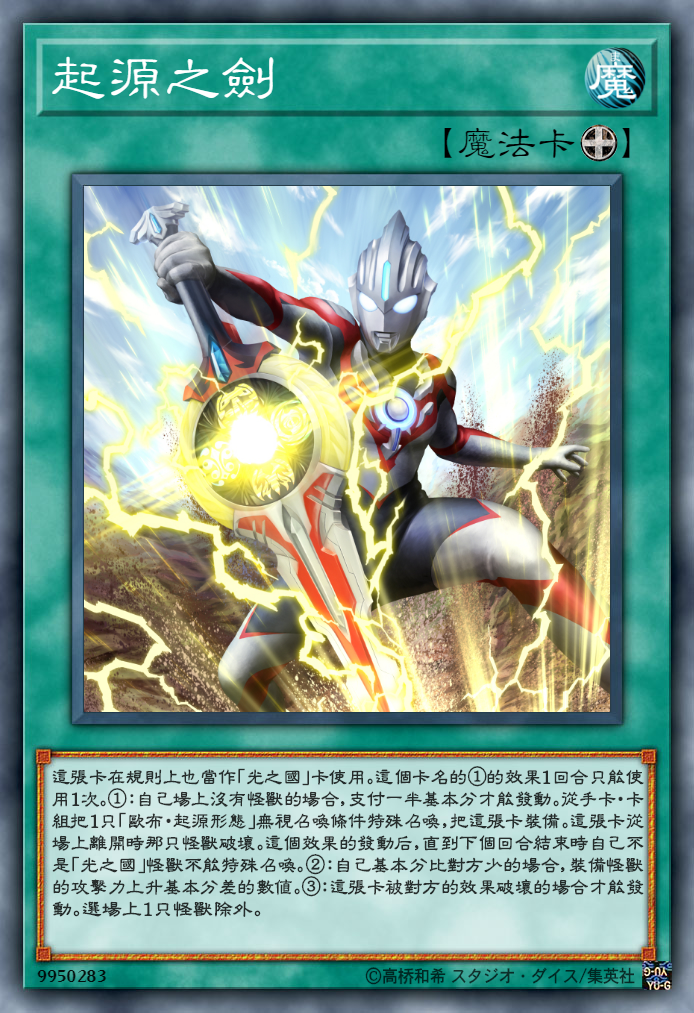 起源之劍
魔
【魔法卡】
這張卡在規則上也當作「光之國」卡使用。這個卡名的①的效果1回合只能使
用1次。①:自己場上沒有怪獸的場合,支付一半基本分才能發動。從手卡・卡
組把1只「歐布・起源形態」無視召喚條件特殊召喚,把這張卡裝備。這張卡從
場上離開時那只怪獸破壞。這個效果的發動后,直到下個回合結束時自己不
是「光之國」怪獸不能特殊召喚。②:自己基本分比對方少的場合,裝備怪獸
的攻擊力上升基本分差的數值。③:這張卡被對方的效果破壞的場合才能發
動。選場上1只怪獸除外。
9950283
©高桥和希 スタジオ・ダイス/集英社
YU-G